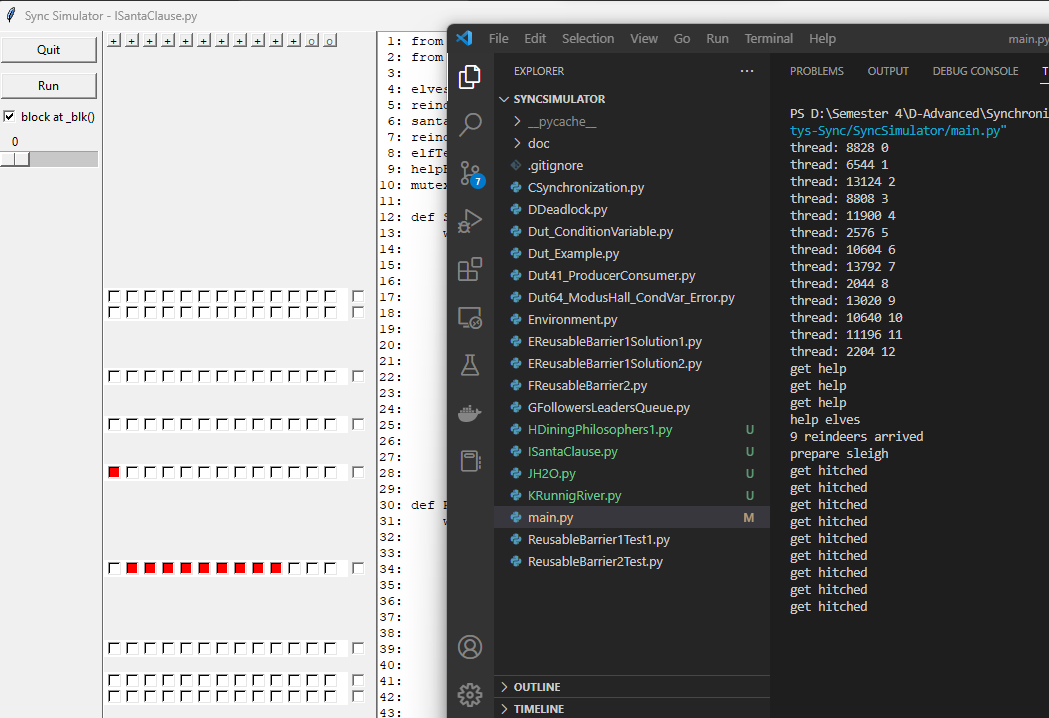 Sync Simulator - ISantaClause.py
Quit
Run
block at _blk()
0
+ + + + + + + + + + + o o
1: from
2: from
3:
4: elves
5: reind
6: santa
7: reind
8: elfTe
9: helpE
10: mutex
11:
12: def S
13: w
14:
15:
16:
17:
18:
19:
20:
21:
22:
23:
24:
25:
26:
27:
28:
29:
30: def R
31: w
32:
33:
34:
35:
36:
37:
38:
39:
40:
41:
42:
43:
File Edit Selection View Go Run Terminal Help
main.py
EXPLORER
SYNCSIMULATOR
__pycache__
doc
.gitignore
7
CSynchronization.py
DDeadlock.py
Dut_ConditionVariable.py
Dut_Example.py
Dut41_ProducerConsumer.py
Dut64_ModusHall_CondVar_Error.py
Environment.py
EReusableBarrier1Solution1.py
EReusableBarrier1Solution2.py
FReusableBarrier2.py
GFollowersLeadersQueue.py
HDiningPhilosophers1.py U
ISantaClause.py U
JH2O.py U
KRunnigRiver.py U
main.py M
ReusableBarrier1Test1.py
ReusableBarrier2Test.py
OUTLINE
TIMELINE
PROBLEMS OUTPUT DEBUG CONSOLE T
PS D:\Semester 4\D-Advanced\Synchroni
tys-Sync/SyncSimulator/main.py"
thread: 8828 0
thread: 6544 1
thread: 13124 2
thread: 8808 3
thread: 11900 4
thread: 2576 5
thread: 10604 6
thread: 13792 7
thread: 2044 8
thread: 13020 9
thread: 10640 10
thread: 11196 11
thread: 2204 12
get help
get help
get help
help elves
9 reindeers arrived
prepare sleigh
get hitched
get hitched
get hitched
get hitched
get hitched
get hitched
get hitched
get hitched
get hitched